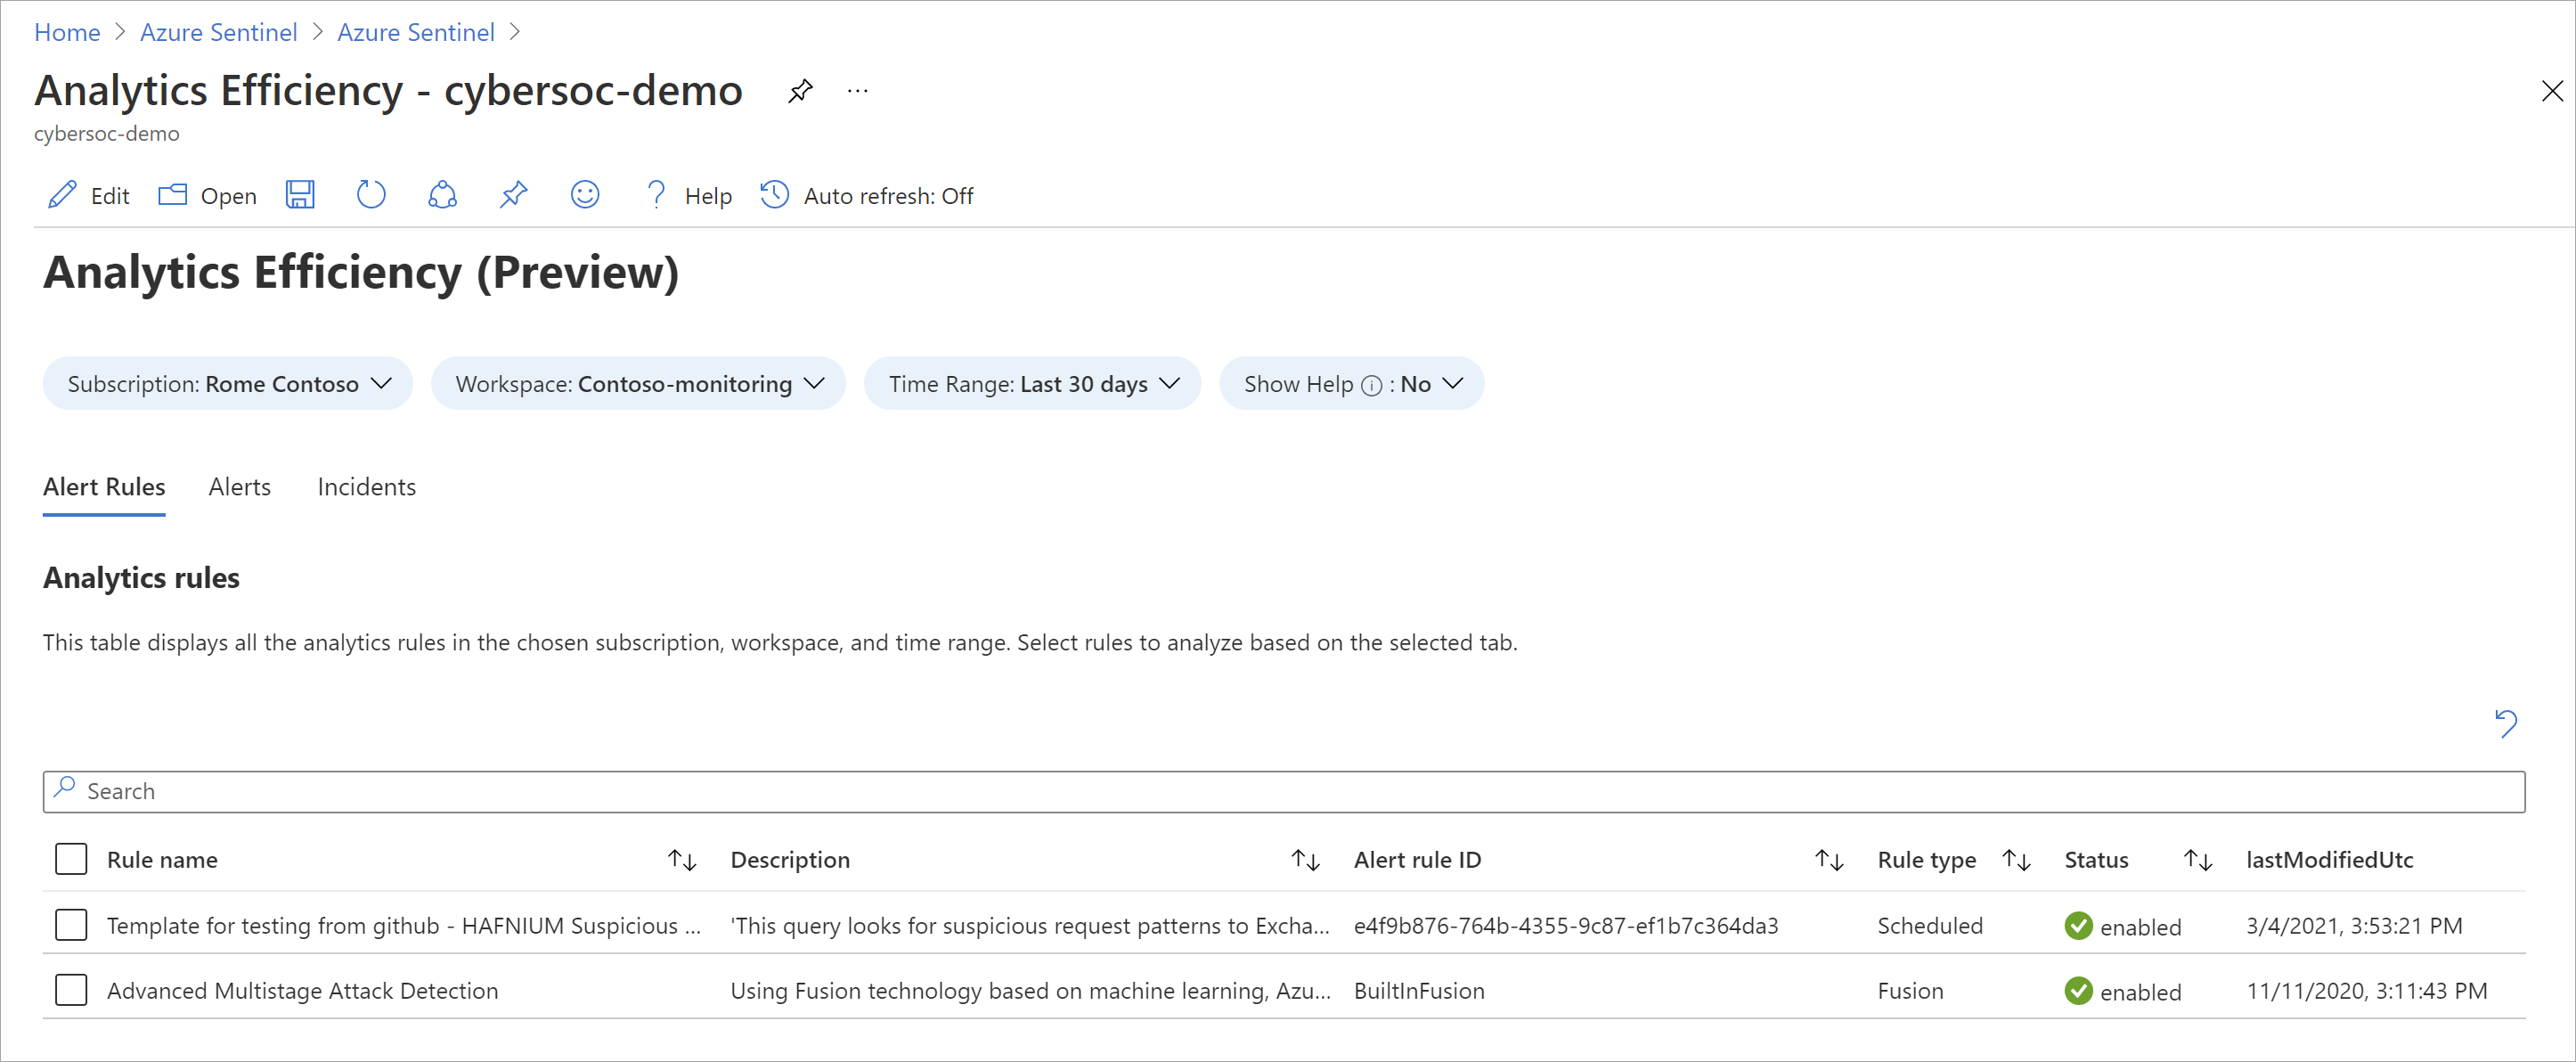 Home > Azure Sentinel > Azure Sentinel >
Analytics Efficiency - cybersoc-demo ...
cybersoc-demo
Edit Open Help Auto refresh: Off
Analytics Efficiency (Preview)
Subscription: Rome Contoso Workspace: Contoso-monitoring Time Range: Last 30 days Show Help : No
Alert Rules Alerts Incidents
Analytics rules
This table displays all the analytics rules in the chosen subscription, workspace, and time range. Select rules to analyze based on the selected tab.
Search
Rule name Description Alert rule ID Rule type Status lastModifiedUtc
Template for testing from github - HAFNIUM Suspicious ... 'This query looks for suspicious request patterns to Excha... e4f9b876-764b-4355-9c87-ef1b7c364da3 Scheduled enabled 3/4/2021, 3:53:21 PM
Advanced Multistage Attack Detection Using Fusion technology based on machine learning, Azu... BuiltInFusion Fusion enabled 11/11/2020, 3:11:43 PM